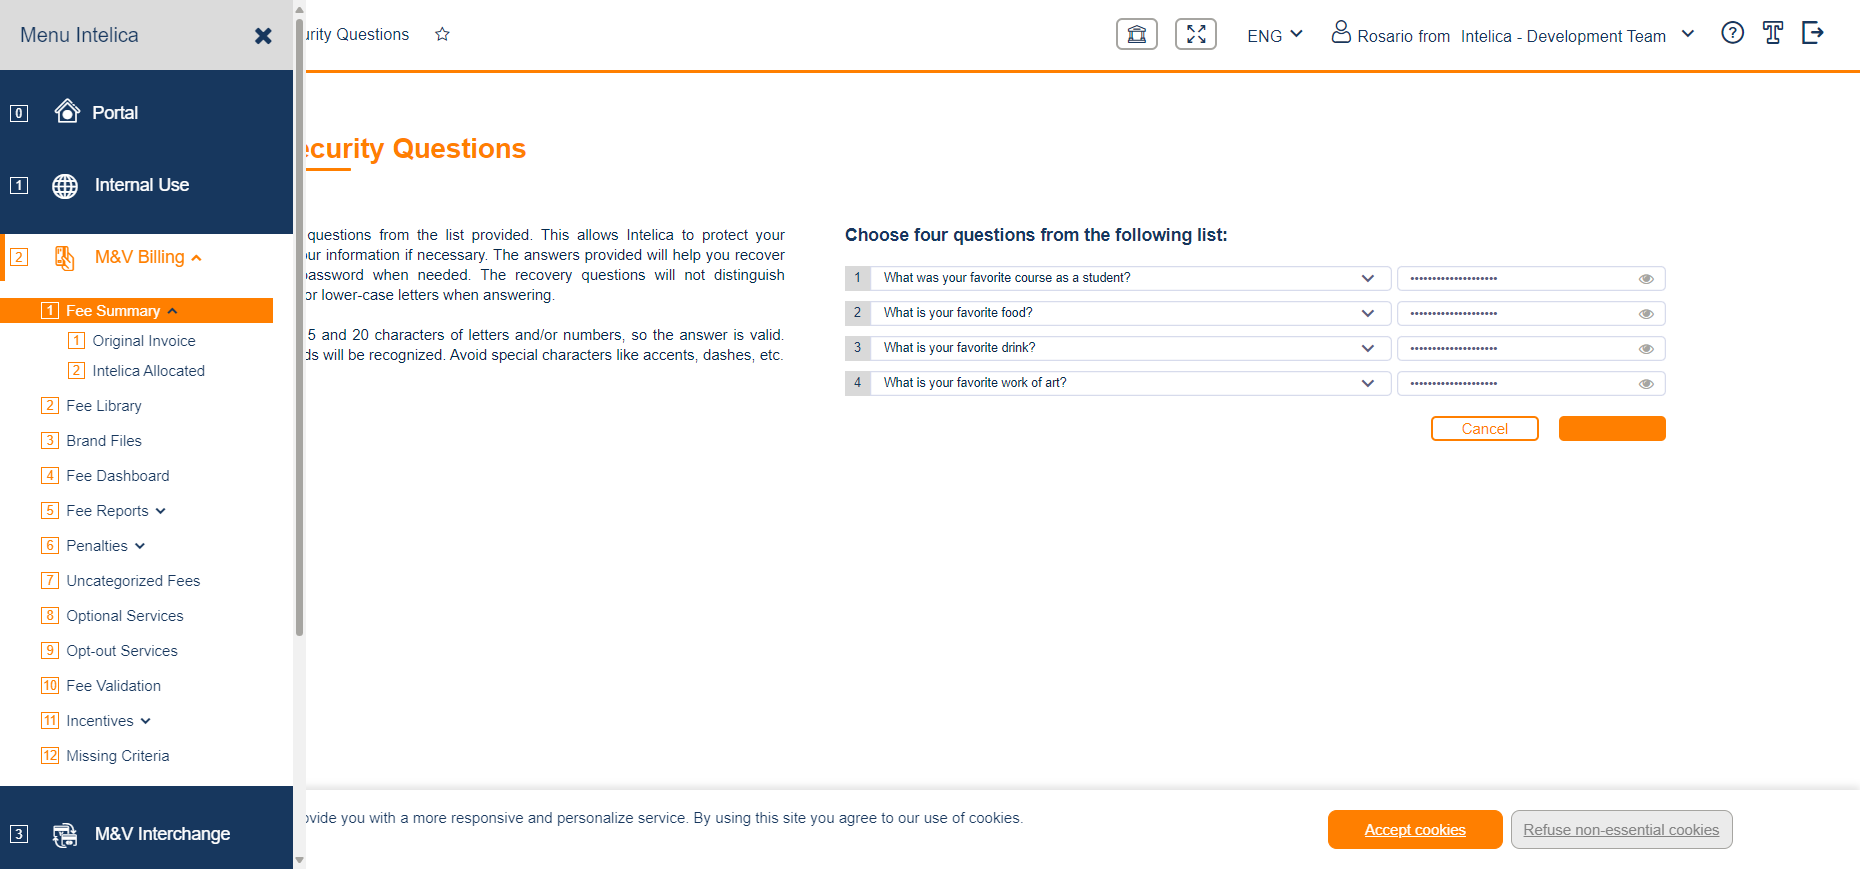 Menu Intelica
urity Questions
ENG
Rosario from Intelica - Development Team
0 Portal
1 Internal Use
2 M&V Billing
1 Fee Summary
1 Original Invoice
2 Intelica Allocated
2 Fee Library
3 Brand Files
4 Fee Dashboard
5 Fee Reports
6 Penalties
7 Uncategorized Fees
8 Optional Services
9 Opt-out Services
10 Fee Validation
11 Incentives
12 Missing Criteria
3 M&V Interchange
ecurity Questions
questions from the list provided. This allows Intelica to protect your
ur information if necessary. The answers provided will help you recover
assword when needed. The recovery questions will not distinguish
or lower-case letters when answering.
5 and 20 characters of letters and/or numbers, so the answer is valid.
ds will be recognized. Avoid special characters like accents, dashes, etc.
Choose four questions from the following list:
1 What was your favorite course as a student?
2 What is your favorite food?
3 What is your favorite drink?
4 What is your favorite work of art?
Cancel
ovide you with a more responsive and personalize service. By using this site you agree to our use of cookies.
Accept cookies
Refuse non-essential cookies